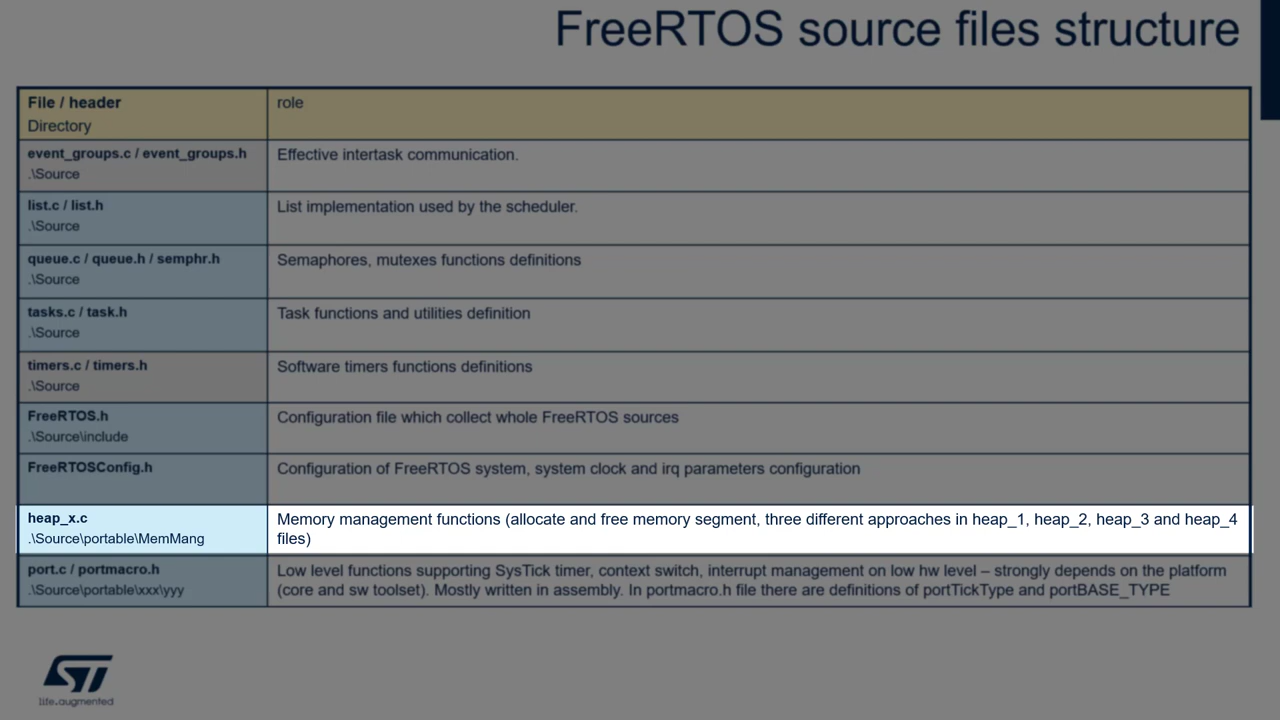 FreeRTOS source files structure
File / header
Directory
role
event_groups.c / event_groups.h
.\Source
Effective intertask communication.
list.c / list.h
.\Source
List implementation used by the scheduler.
queue.c / queue.h / semphr.h
.\Source
Semaphores, mutexes functions definitions
tasks.c / task.h
.\Source
Task functions and utilities definition
timers.c / timers.h
.\Source
Software timers functions definitions
FreeRTOS.h
.\Source\include
Configuration file which collect whole FreeRTOS sources
FreeRTOSConfig.h
Configuration of FreeRTOS system, system clock and irq parameters configuration
heap_x.c
.\Source\portable\MemMang
Memory management functions (allocate and free memory segment, three different approaches in heap_1, heap_2, heap_3 and heap_4
files)
port.c / portmacro.h
.\Source\portable\xxx\yyy
Low level functions supporting SysTick timer, context switch, interrupt management on low hw level – strongly depends on the platform
(core and sw toolset). Mostly written in assembly. In portmacro.h file there are definitions of portTickType and portBASE_TYPE
ST
life.augmented